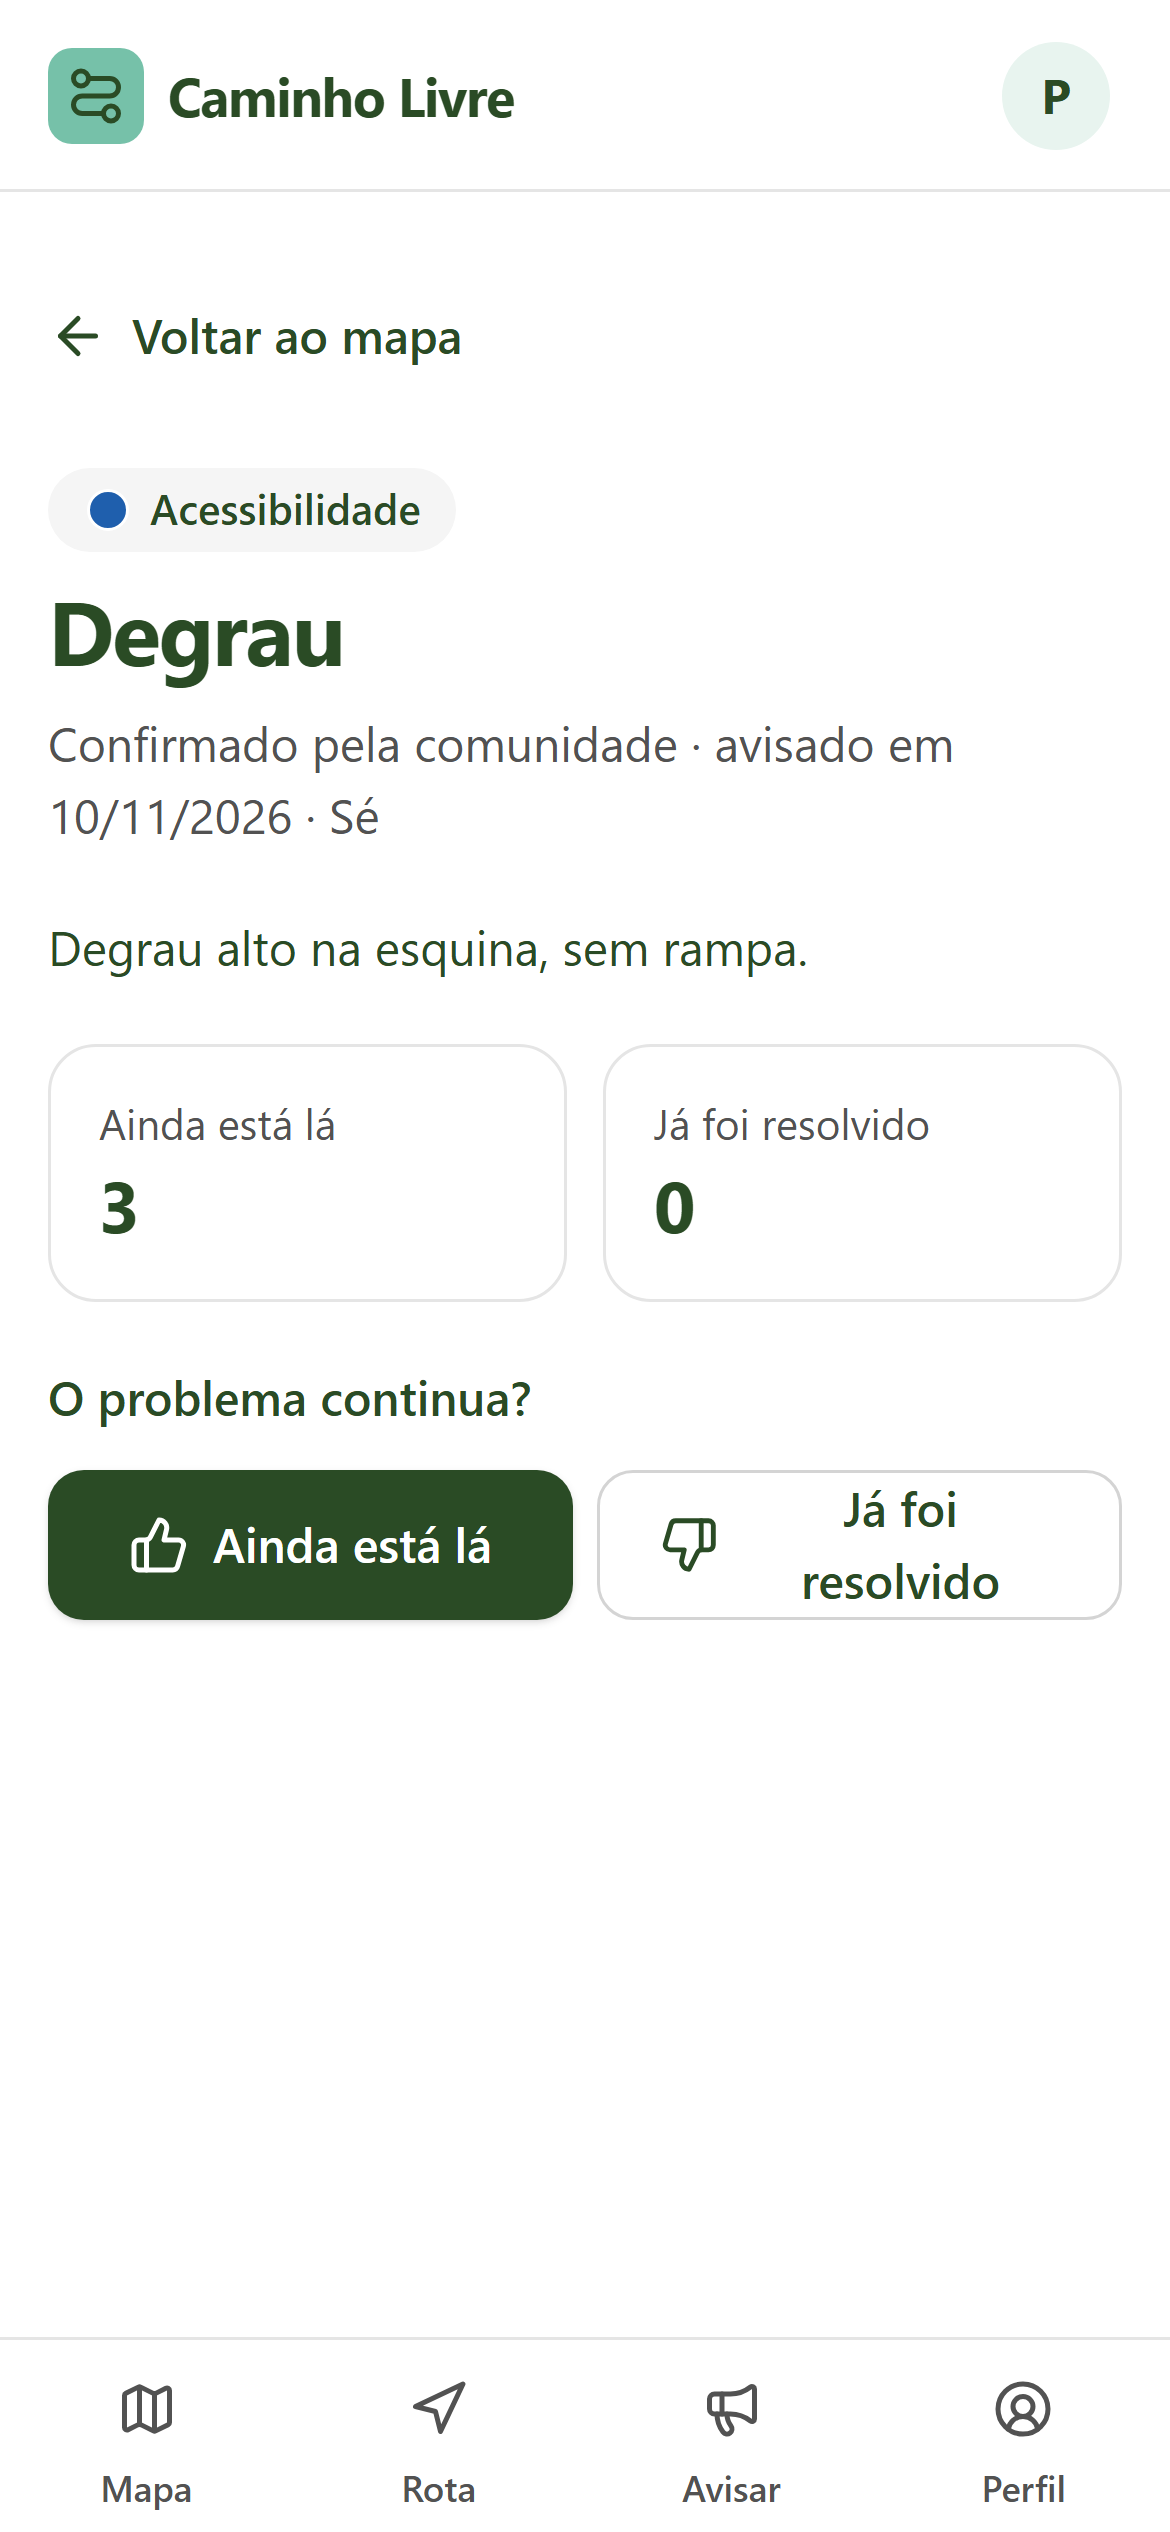 Caminho Livre
P
Voltar ao mapa
Acessibilidade
Degrau
Confirmado pela comunidade · avisado em
10/11/2026 · Sé
Degrau alto na esquina, sem rampa.
Ainda está lá
3
Já foi resolvido
0
O problema continua?
Ainda está lá
Já foi
resolvido
Mapa
Rota
Avisar
Perfil